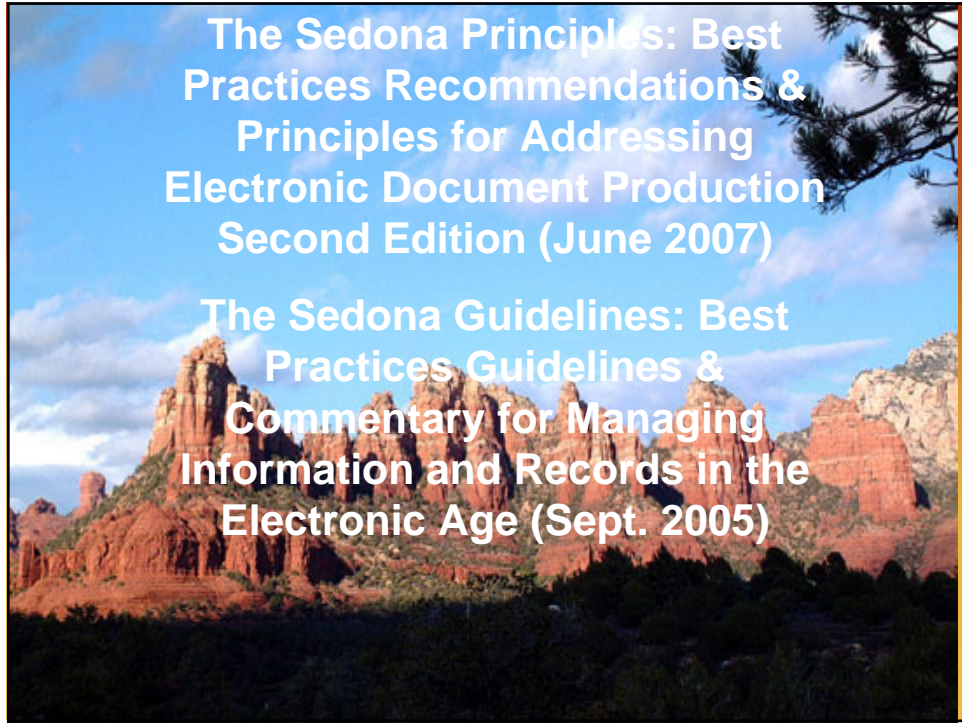 The Sedona Principles: Best
Practices Recommendations &
Principles for Addressing
Electronic Document Production
Second Edition (June 2007)
The Sedona Guidelines: Best
Practices Guidelines &
Commentary for Managing
Information and Records in the
Electronic Age (Sept. 2005)